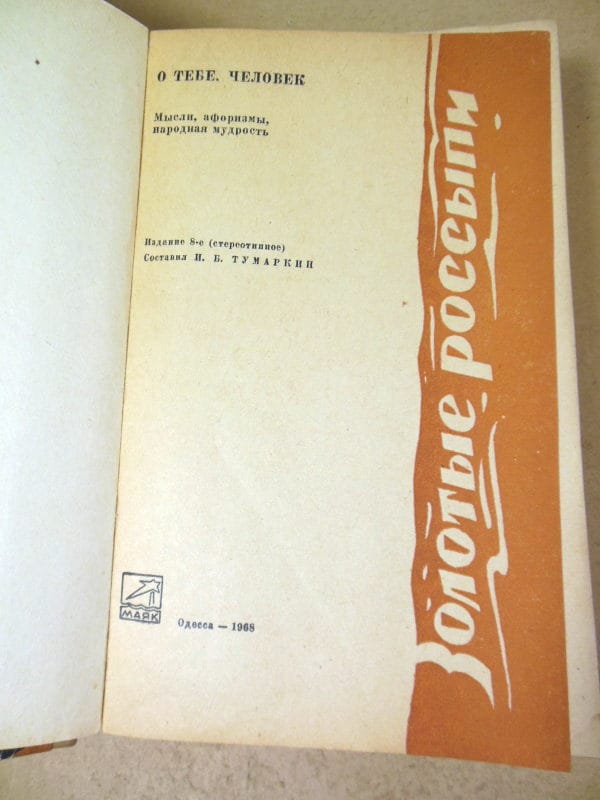 О ТЕБЕ, ЧЕЛОВЕК
Мысли, афоризмы,
народная мудрость
Издание 8-е (стереотипное)
Составил И. Б. ТУМАРКИН
Золотые россыпи
МАЯК
Одесса — 1968